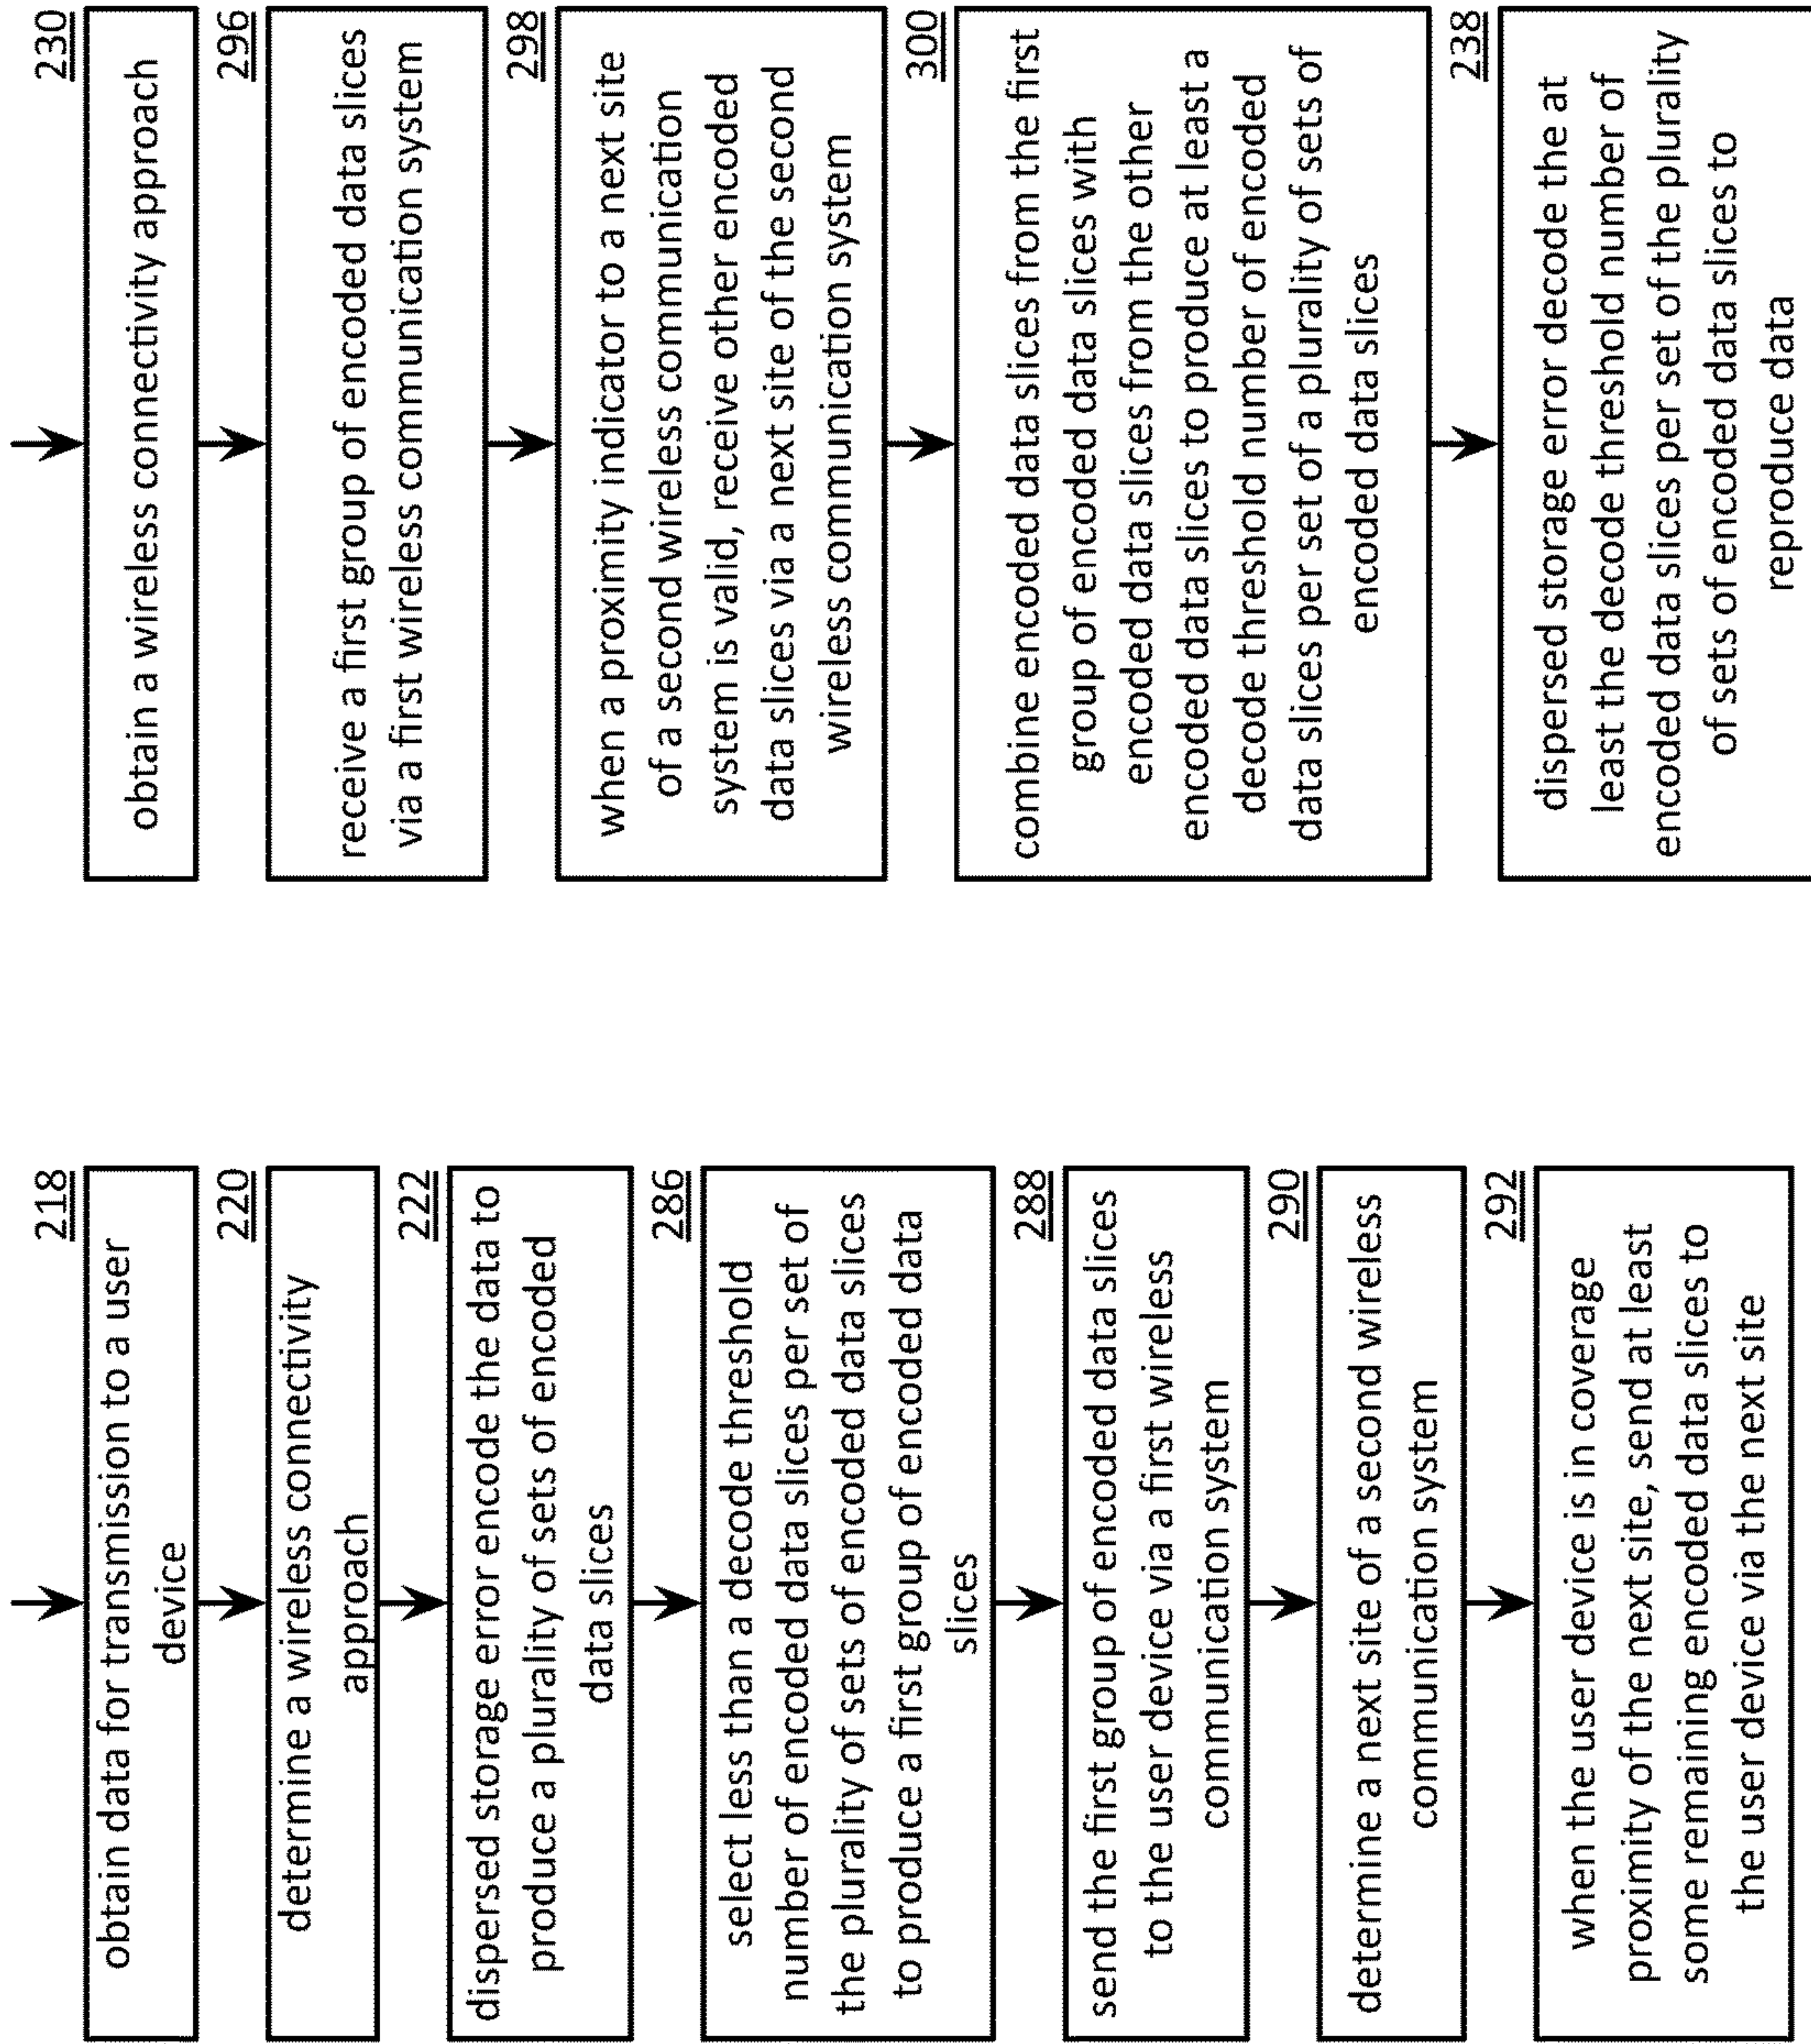 218
obtain data for transmission to a user
device
220
determine a wireless connectivity
approach
222
dispersed storage error encode the data to
produce a plurality of sets of encoded
data slices
286
select less than a decode threshold
number of encoded data slices per set of
the plurality of sets of encoded data slices
to produce a first group of encoded data
slices
288
send the first group of encoded data slices
to the user device via a first wireless
communication system
290
determine a next site of a second wireless
communication system
292
when the user device is in coverage
proximity of the next site, send at least
some remaining encoded data slices to
the user device via the next site
230
obtain a wireless connectivity approach
296
receive a first group of encoded data slices
via a first wireless communication system
298
when a proximity indicator to a next site
of a second wireless communication
system is valid, receive other encoded
data slices via a next site of the second
wireless communication system
300
combine encoded data slices from the first
group of encoded data slices with
encoded data slices from the other
encoded data slices to produce at least a
decode threshold number of encoded
data slices per set of a plurality of sets of
encoded data slices
238
dispersed storage error decode the at
least the decode threshold number of
encoded data slices per set of the plurality
of sets of encoded data slices to
reproduce data